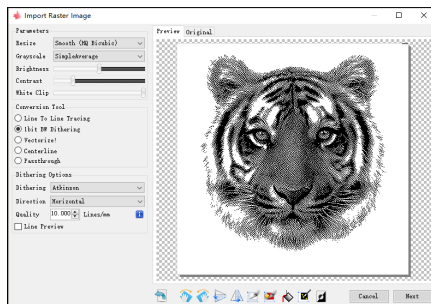 Import Raster Image
Parameters
Preview Original
Resize Smooth (HQ Bicubic)
Grayscale SimpleAverage
Brightness
Contrast
White Clip
Conversion Tool
Line To Line Tracing
1bit BW Dithering
Vectorize!
Centerline
Passthrough
Dithering Options
Dithering Atkinson
Direction Horizontal
Quality 10.000 Lines/mm
Line Preview
Cancel Next